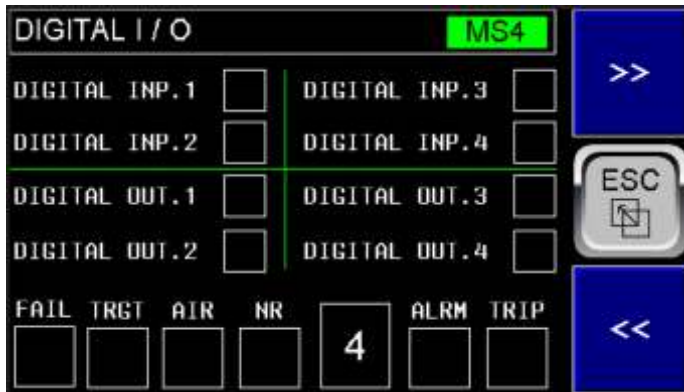 DIGITAL I / O MS4
>>
DIGITAL INP.1 DIGITAL INP.3
DIGITAL INP.2 DIGITAL INP.4
ESC
DIGITAL OUT.1 DIGITAL OUT.3
DIGITAL OUT.2 DIGITAL OUT.4
FAIL TRGT AIR NR ALRM TRIP
4
<<